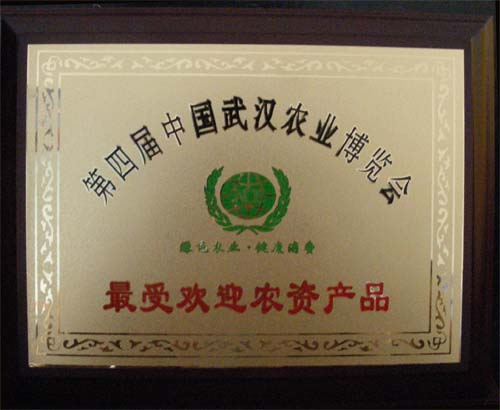 第四届中国武汉农业博览会
绿色农业·健康消费
最受欢迎农资产品